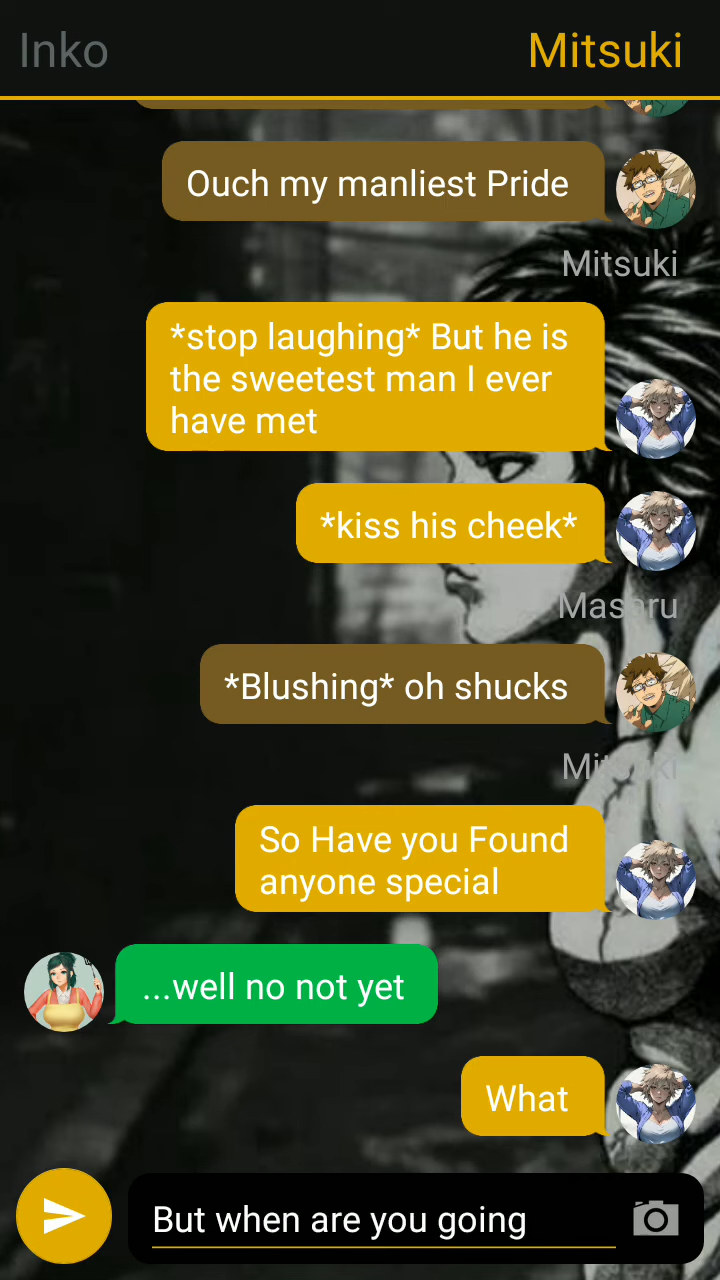 Inko
Mitsuki
Ouch my manliest Pride
Mitsuki
*stop laughing* But he is
the sweetest man I ever
have met
*kiss his cheek*
Masaru
*Blushing* oh shucks
Mitsuki
So Have you Found
anyone special
...well no not yet
What
But when are you going